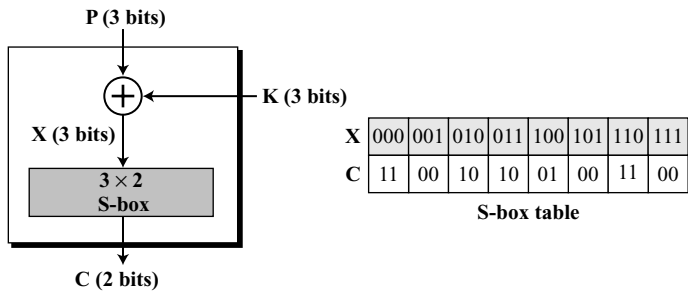 P (3 bits)
+
K (3 bits)
X (3 bits)
3 × 2
S-box
C (2 bits)
X 000 001 010 011 100 101 110 111
C 11 00 10 10 01 00 11 00
S-box table